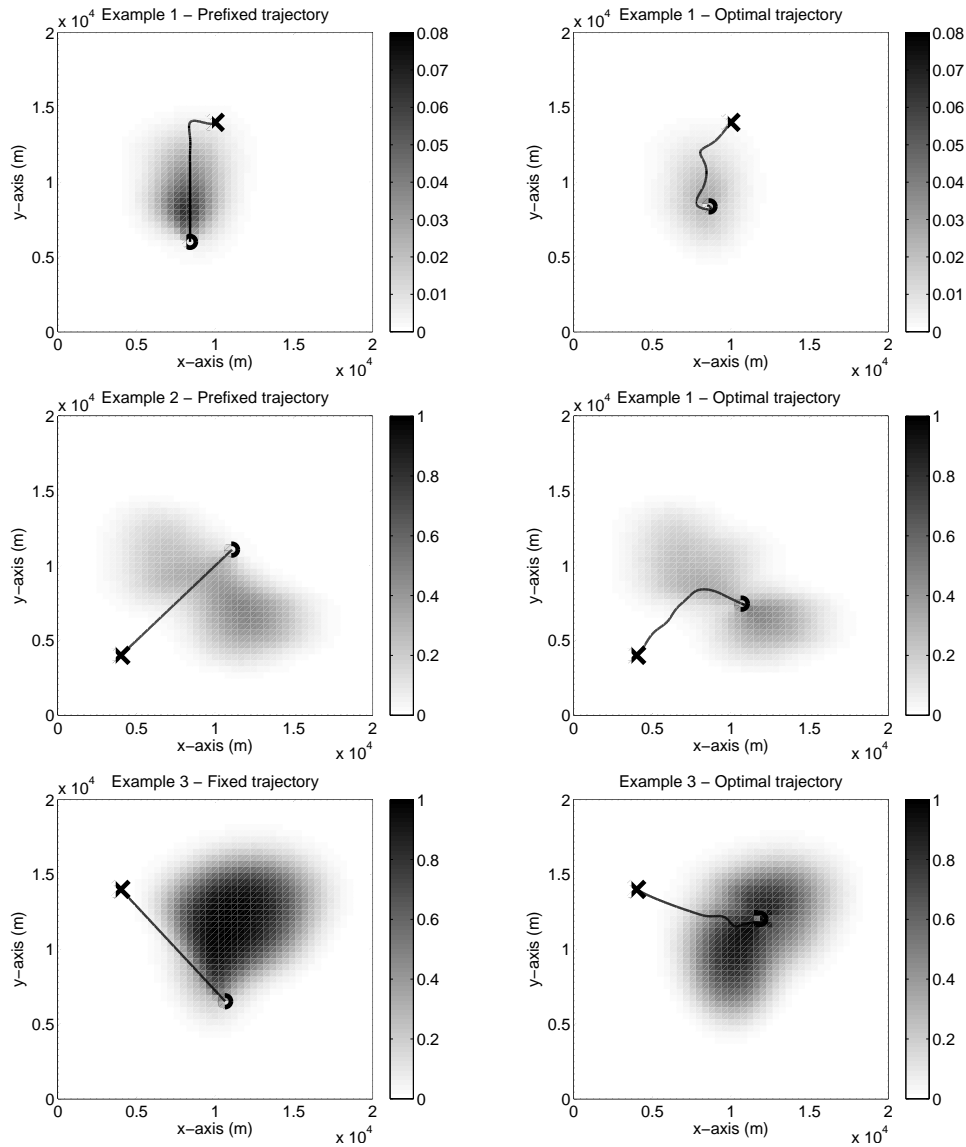 Example 1 − Prefixed trajectory
x 10^4
2
1.5
1
0.5
0
y−axis (m)
0 0.5 1 1.5 2
x−axis (m)
x 10^4
0.08
0.07
0.06
0.05
0.04
0.03
0.02
0.01
0
Example 1 − Optimal trajectory
x 10^4
2
1.5
1
0.5
0
y−axis (m)
0 0.5 1 1.5 2
x−axis (m)
x 10^4
0.08
0.07
0.06
0.05
0.04
0.03
0.02
0.01
0
Example 2 − Prefixed trajectory
x 10^4
2
1.5
1
0.5
0
y−axis (m)
0 0.5 1 1.5 2
x−axis (m)
x 10^4
1
0.8
0.6
0.4
0.2
0
Example 1 − Optimal trajectory
x 10^4
2
1.5
1
0.5
0
y−axis (m)
0 0.5 1 1.5 2
x−axis (m)
x 10^4
1
0.8
0.6
0.4
0.2
0
Example 3 − Fixed trajectory
x 10^4
2
1.5
1
0.5
0
y−axis (m)
0 0.5 1 1.5 2
x−axis (m)
x 10^4
1
0.8
0.6
0.4
0.2
0
Example 3 − Optimal trajectory
x 10^4
2
1.5
1
0.5
0
y−axis (m)
0 0.5 1 1.5 2
x−axis (m)
x 10^4
1
0.8
0.6
0.4
0.2
0